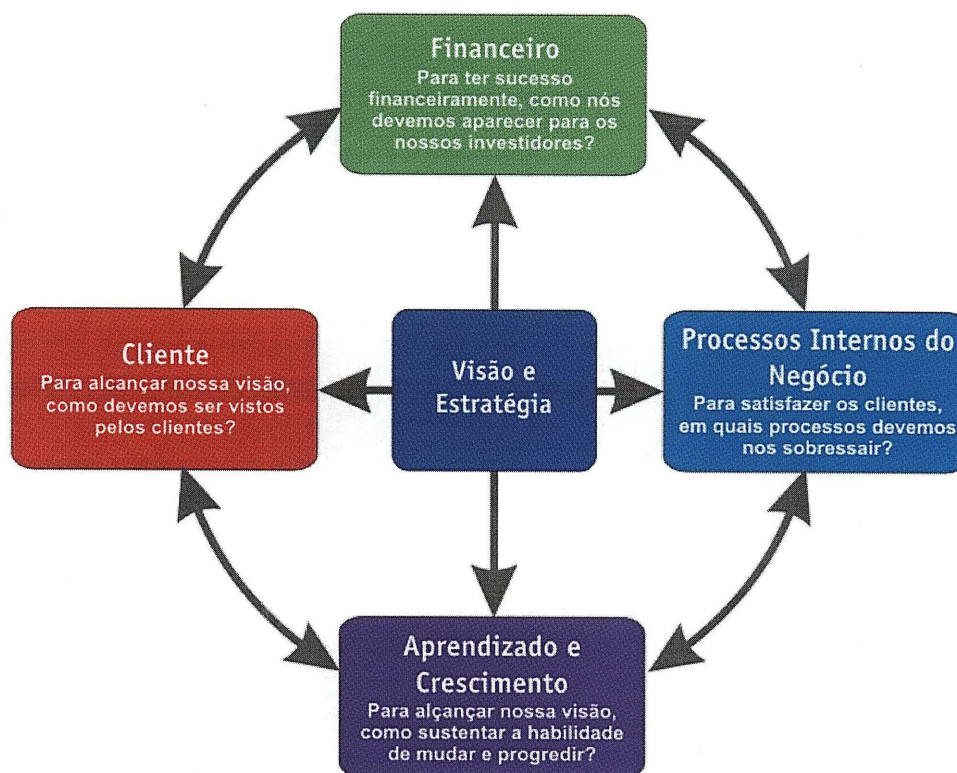 Financeiro
Para ter sucesso
financeiramente, como nós
devemos aparecer para os
nossos investidores?
Cliente
Para alcançar nossa visão,
como devemos ser vistos
pelos clientes?
Visão e
Estratégia
Processos Internos do
Negócio
Para satisfazer os clientes,
em quais processos devemos
nos sobressair?
Aprendizado e
Crescimento
Para alçançar nossa visão,
como sustentar a habilidade
de mudar e progredir?